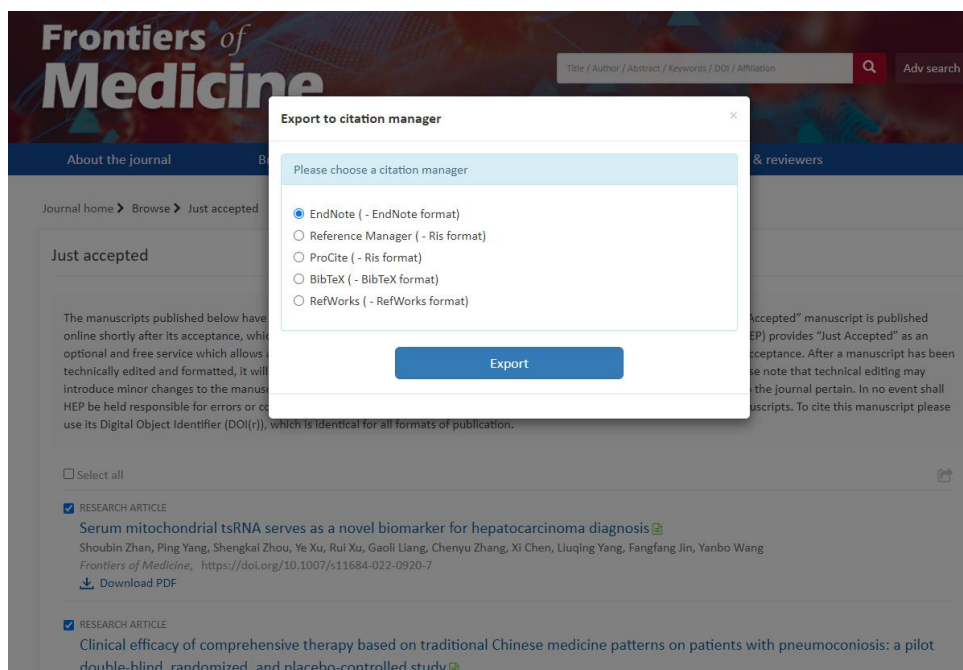 Frontiers of
Medicine
Title / Author / Abstract / Keywords / DOI / Affiliation
Adv search
About the journal
& reviewers
Export to citation manager
×
Please choose a citation manager
EndNote ( - EndNote format)
Reference Manager ( - Ris format)
ProCite ( - Ris format)
BibTeX ( - BibTeX format)
RefWorks ( - RefWorks format)
Export
Journal home > Browse > Just accepted
Just accepted
The manuscripts published below have Accepted” manuscript is published
online shortly after its acceptance, EP) provides “Just Accepted” as an
optional and free service which allows cceptance. After a manuscript has been
technically edited and formatted, it will se note that technical editing may
introduce minor changes to the the journal pertain. In no event shall
HEP be held responsible for errors or uscripts. To cite this manuscript please
use its Digital Object Identifier (DOI(r)), which is identical for all formats of publication.
Select all
RESEARCH ARTICLE
Serum mitochondrial tsRNA serves as a novel biomarker for hepatocarcinoma diagnosis
Shoubin Zhan, Ping Yang, Shengkai Zhou, Ye Xu, Rui Xu, Gaoli Liang, Chenyu Zhang, Xi Chen, Liuqing Yang, Fangfang Jin, Yanbo Wang
Frontiers of Medicine, https://doi.org/10.1007/s11684-022-0920-7
Download PDF
RESEARCH ARTICLE
Clinical efficacy of comprehensive therapy based on traditional Chinese medicine patterns on patients with pneumoconiosis: a pilot
double-blind, randomized, and placebo-controlled study